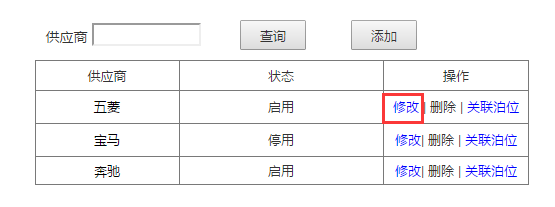 供应商 查询 添加
供应商 状态 操作
五菱 启用 修改| 删除 | 关联泊位
宝马 停用 修改| 删除 | 关联泊位
奔驰 启用 修改| 删除 | 关联泊位